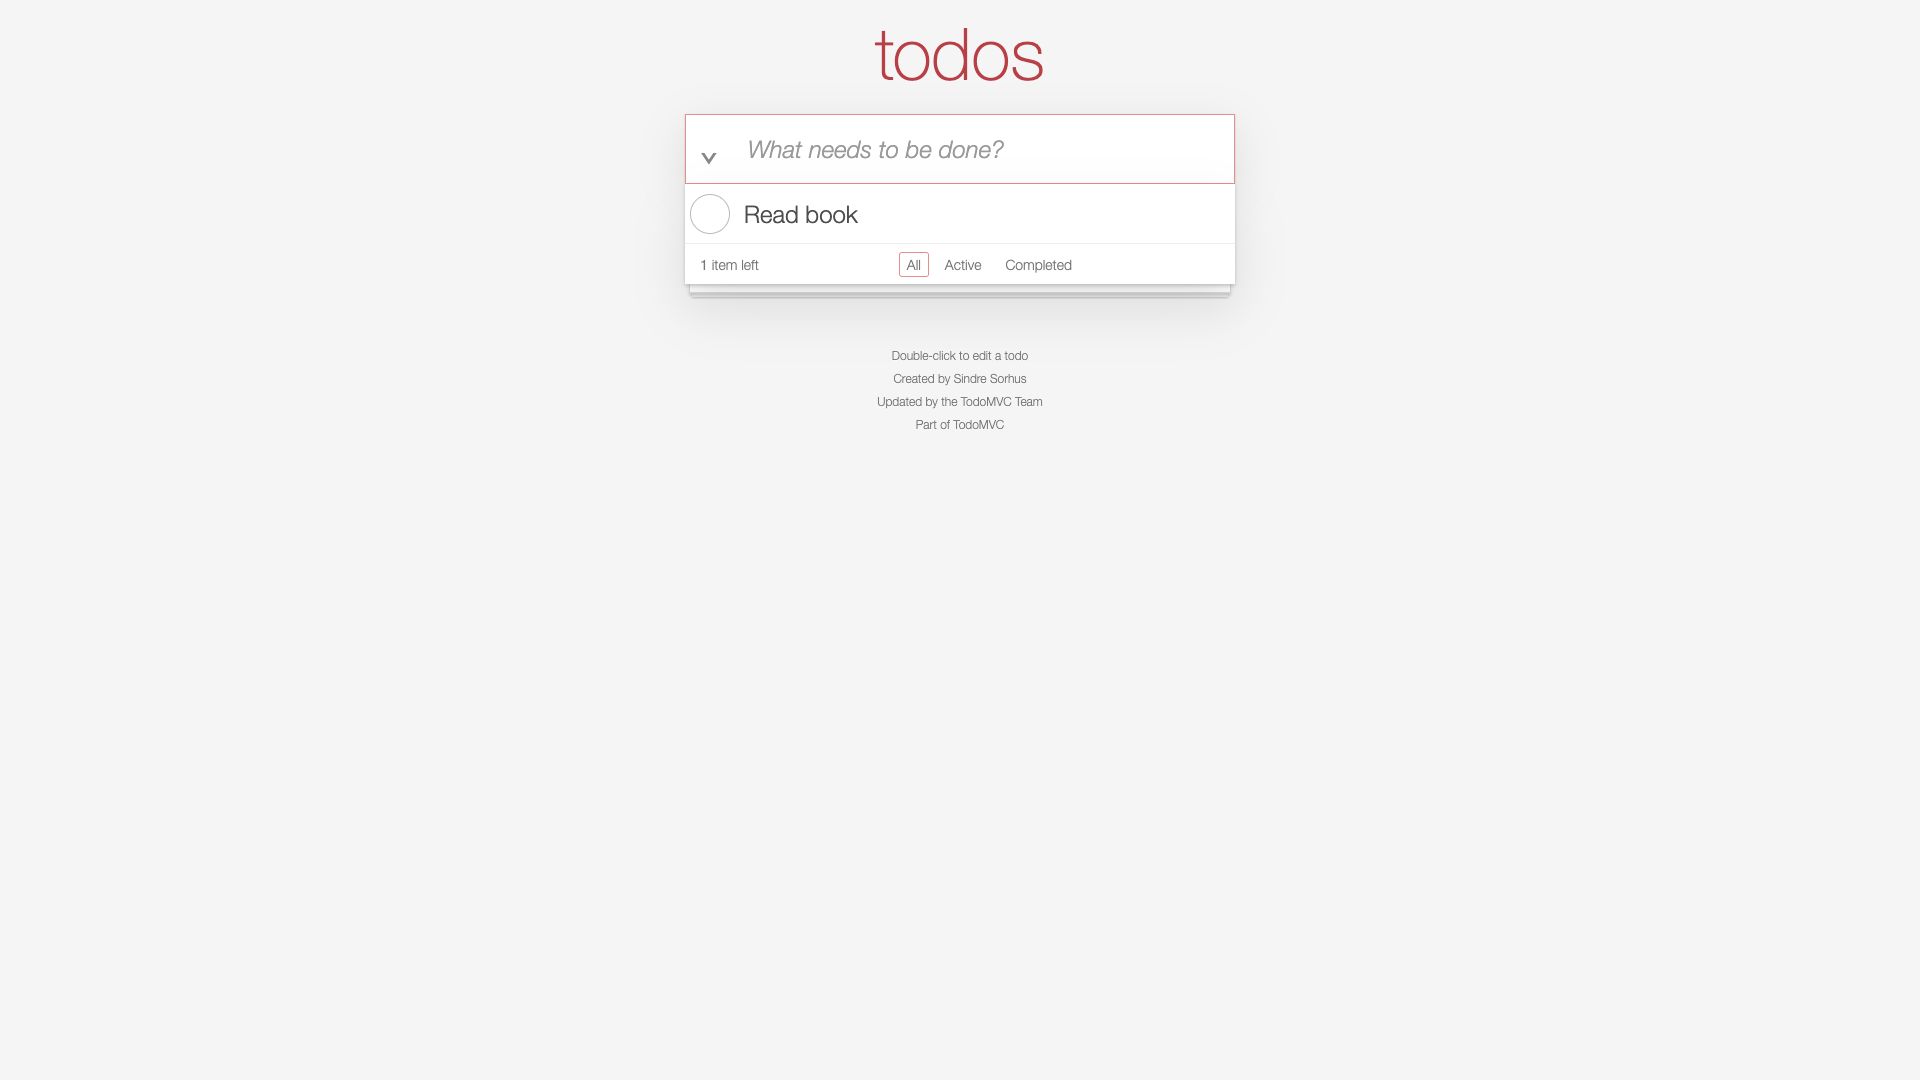 todos
What needs to be done?
Read book
1 item left All Active Completed
Double-click to edit a todo
Created by Sindre Sorhus
Updated by the TodoMVC Team
Part of TodoMVC